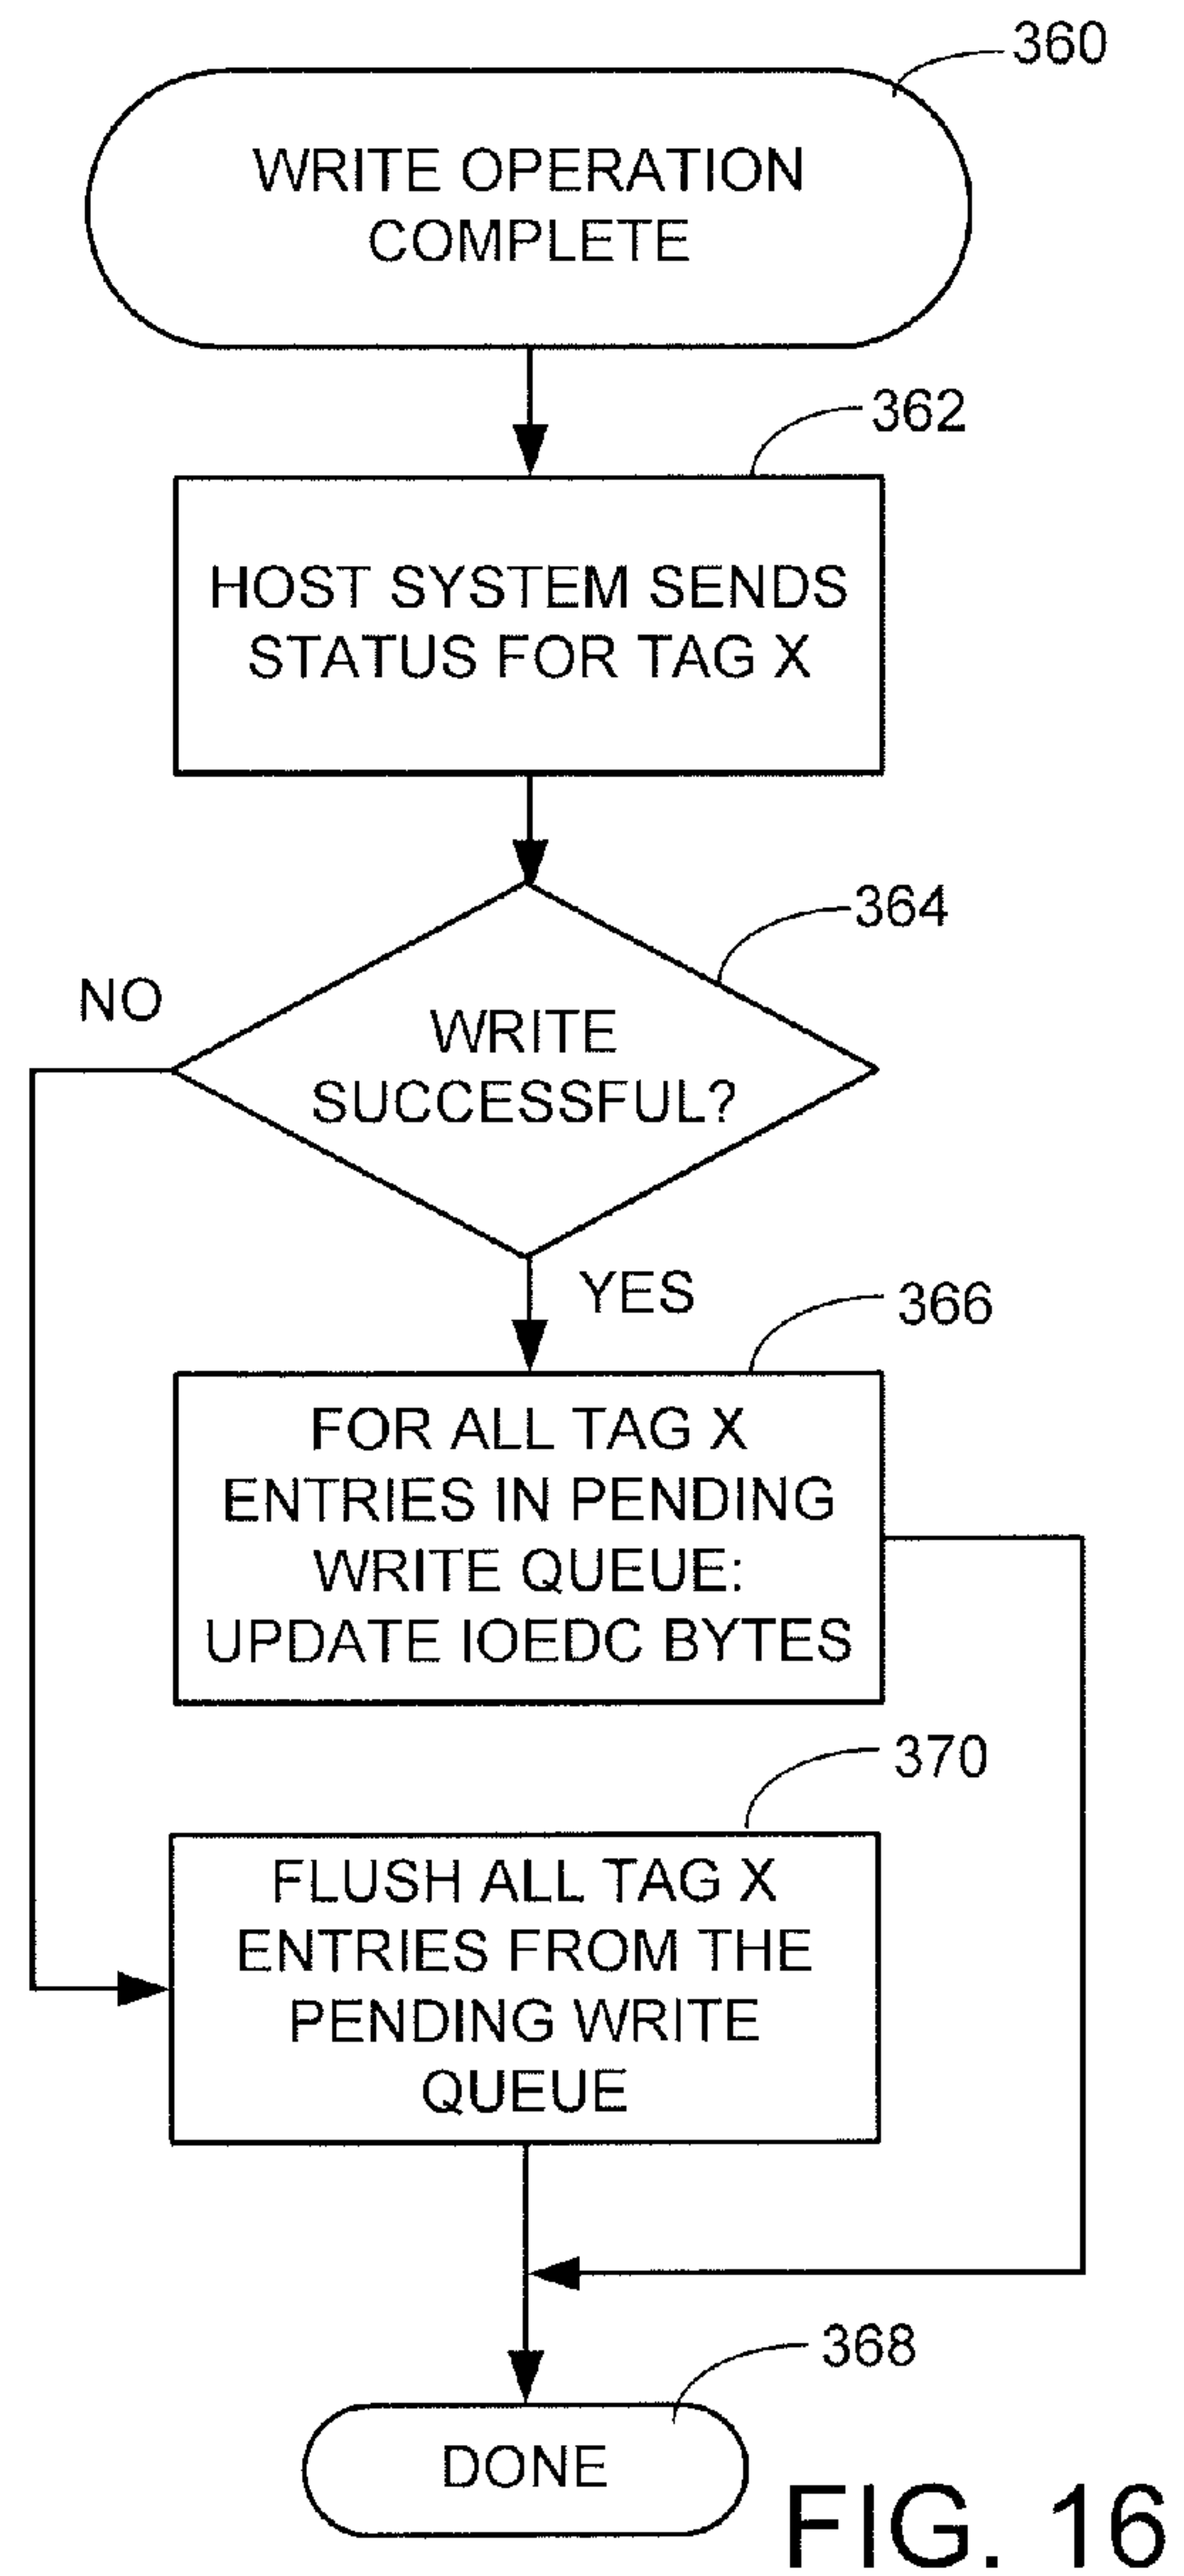 360
WRITE OPERATION
COMPLETE
362
HOST SYSTEM SENDS
STATUS FOR TAG X
364
NO
WRITE
SUCCESSFUL?
YES
366
FOR ALL TAG X
ENTRIES IN PENDING
WRITE QUEUE:
UPDATE IOEDC BYTES
370
FLUSH ALL TAG X
ENTRIES FROM THE
PENDING WRITE
QUEUE
368
DONE
FIG. 16